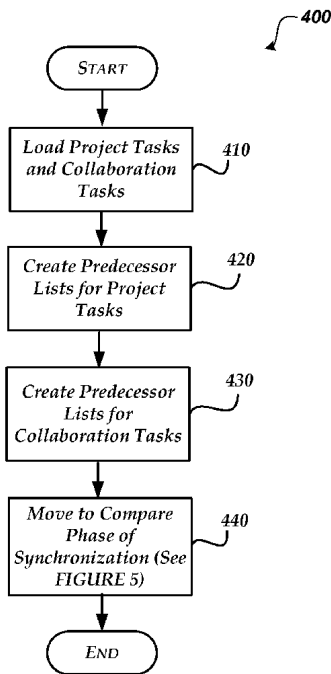 400
START
Load Project Tasks
and Collaboration
Tasks
410
Create Predecessor
Lists for Project
Tasks
420
Create Predecessor
Lists for
Collaboration Tasks
430
Move to Compare
Phase of
Synchronization (See
FIGURE 5)
440
END